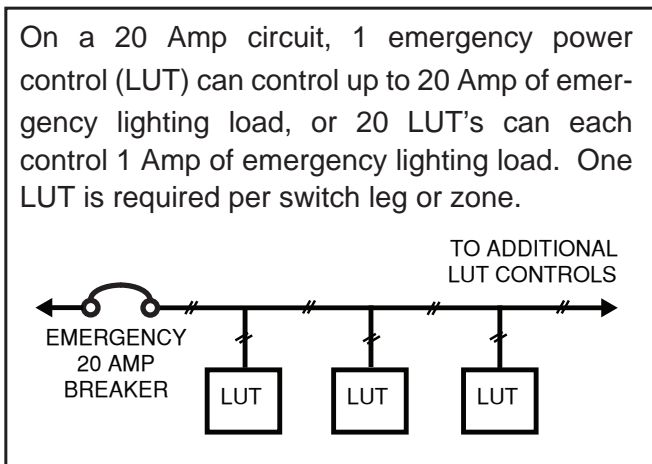 On a 20 Amp circuit, 1 emergency power
control (LUT) can control up to 20 Amp of emer-
gency lighting load, or 20 LUT's can each
control 1 Amp of emergency lighting load. One
LUT is required per switch leg or zone.
TO ADDITIONAL
LUT CONTROLS
EMERGENCY
20 AMP
BREAKER
LUT
LUT
LUT